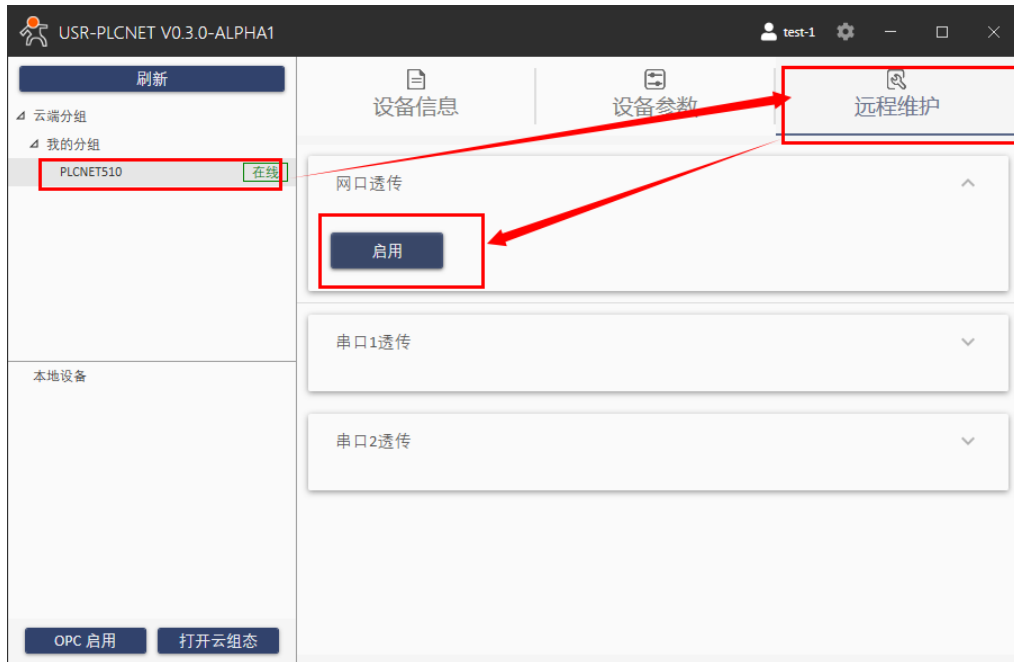 USR-PLCNET V0.3.0-ALPHA1
test-1
刷新
云端分组
我的分组
PLCNET510
在线
本地设备
OPC 启用
打开云组态
设备信息
设备参数
远程维护
网口透传
启用
串口1透传
串口2透传